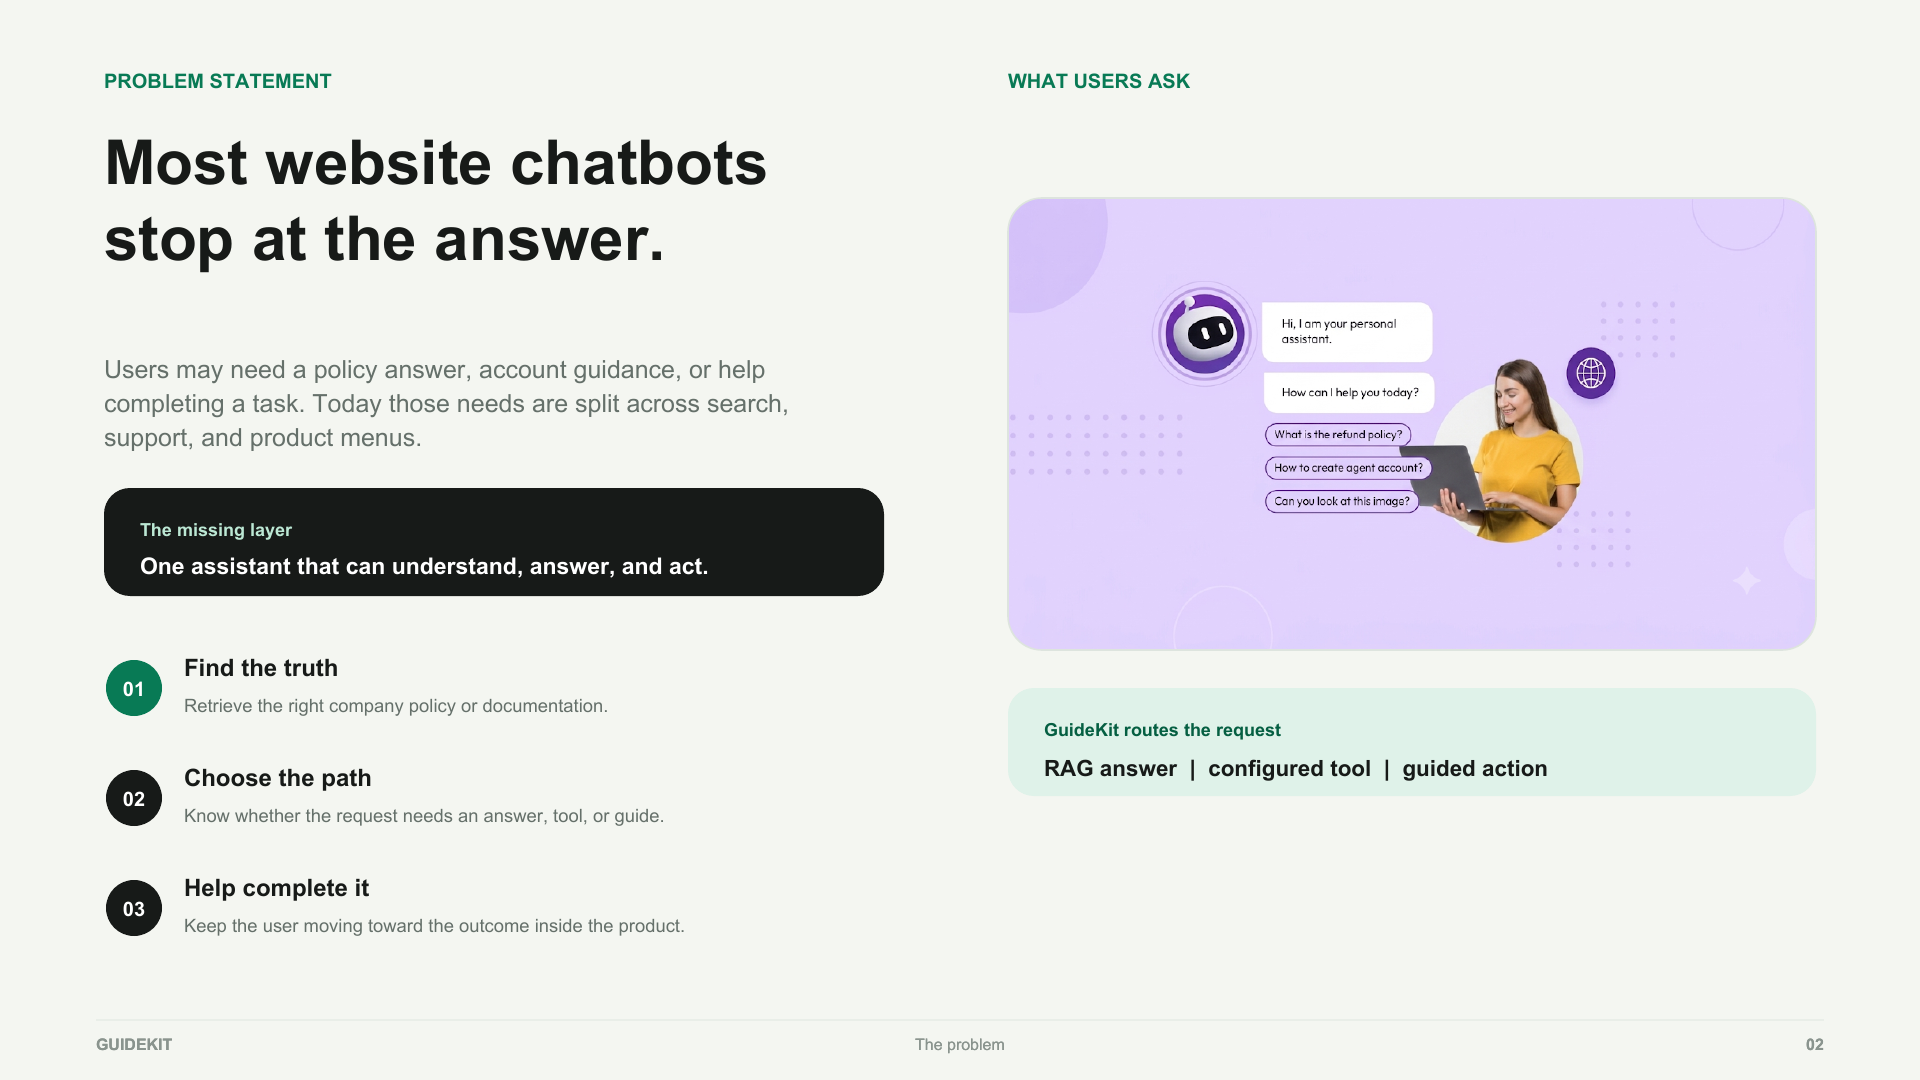 PROBLEM STATEMENT
Most website chatbots
stop at the answer.
Users may need a policy answer, account guidance, or help
completing a task. Today those needs are split across search,
support, and product menus.
The missing layer
One assistant that can understand, answer, and act.
01
Find the truth
Retrieve the right company policy or documentation.
02
Choose the path
Know whether the request needs an answer, tool, or guide.
03
Help complete it
Keep the user moving toward the outcome inside the product.
WHAT USERS ASK
Hi, I am your personal
assistant.
How can I help you today?
What is the refund policy?
How to create agent account?
Can you look at this image?
GuideKit routes the request
RAG answer | configured tool | guided action
GUIDEKIT
The problem
02